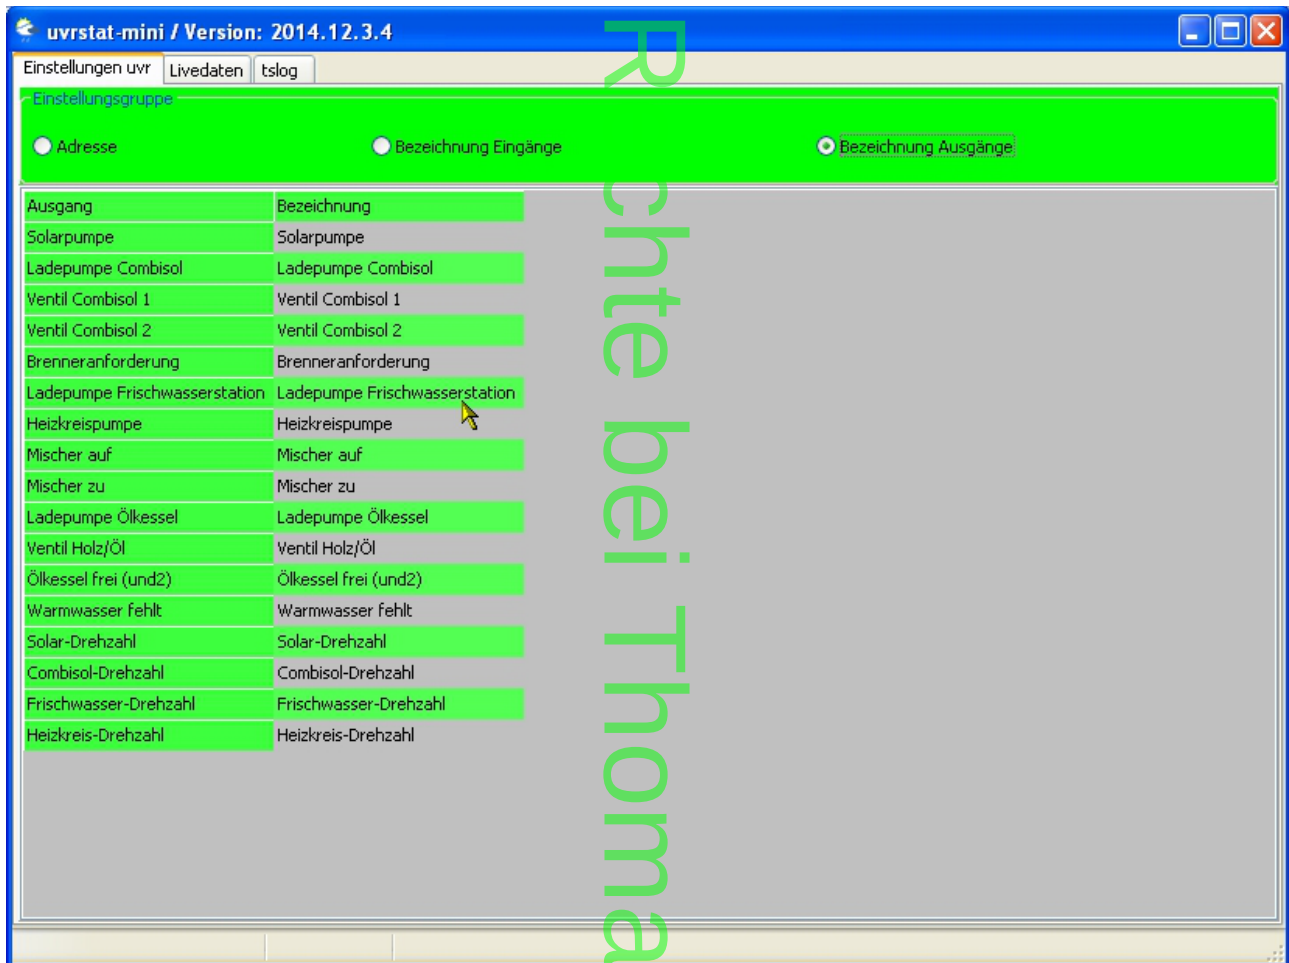 uvrstat-mini / Version: 2014.12.3.4
Einstellungen uvr Livedaten tslog
Einstellungsgruppe
Adresse Bezeichnung Eingänge Bezeichnung Ausgänge
Ausgang Bezeichnung
Solarpumpe Solarpumpe
Ladepumpe Combisol Ladepumpe Combisol
Ventil Combisol 1 Ventil Combisol 1
Ventil Combisol 2 Ventil Combisol 2
Brenneranforderung Brenneranforderung
Ladepumpe Frischwasserstation Ladepumpe Frischwasserstation
Heizkreispumpe Heizkreispumpe
Mischer auf Mischer auf
Mischer zu Mischer zu
Ladepumpe Ölkessel Ladepumpe Ölkessel
Ventil Holz/Öl Ventil Holz/Öl
Ölkessel frei (und2) Ölkessel frei (und2)
Warmwasser fehlt Warmwasser fehlt
Solar-Drehzahl Solar-Drehzahl
Combisol-Drehzahl Combisol-Drehzahl
Frischwasser-Drehzahl Frischwasser-Drehzahl
Heizkreis-Drehzahl Heizkreis-Drehzahl
chte bei Thoma